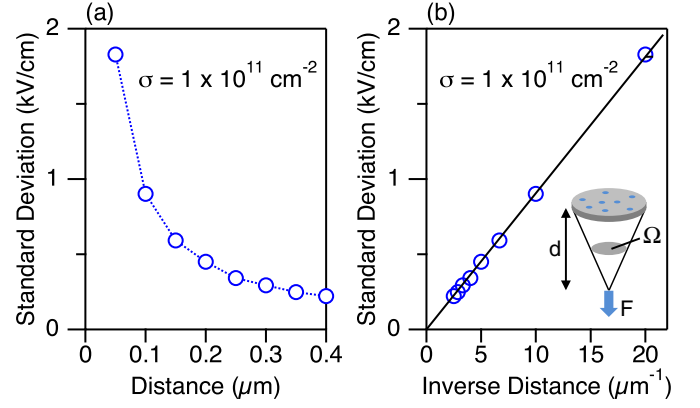 (a)
Standard Deviation (kV/cm)
2
1
0
σ = 1 x 10¹¹ cm⁻²
0 0.1 0.2 0.3 0.4
Distance (µm)
(b)
Standard Deviation (kV/cm)
2
1
0
σ = 1 x 10¹¹ cm⁻²
d
Ω
F
0 5 10 15 20
Inverse Distance (µm⁻¹)